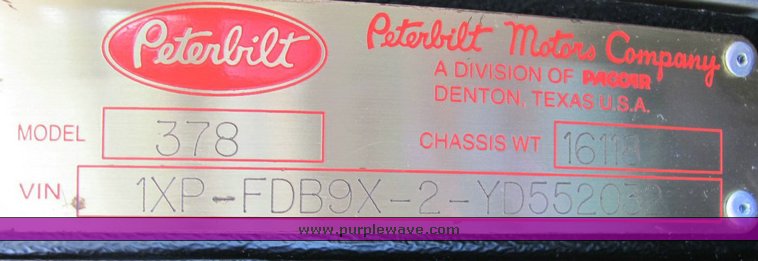 Peterbilt
Peterbilt Motors Company
A DIVISION OF PACCAR
DENTON, TEXAS U.S.A.
MODEL 378
CHASSIS WT
VIN
www.purplewave.com